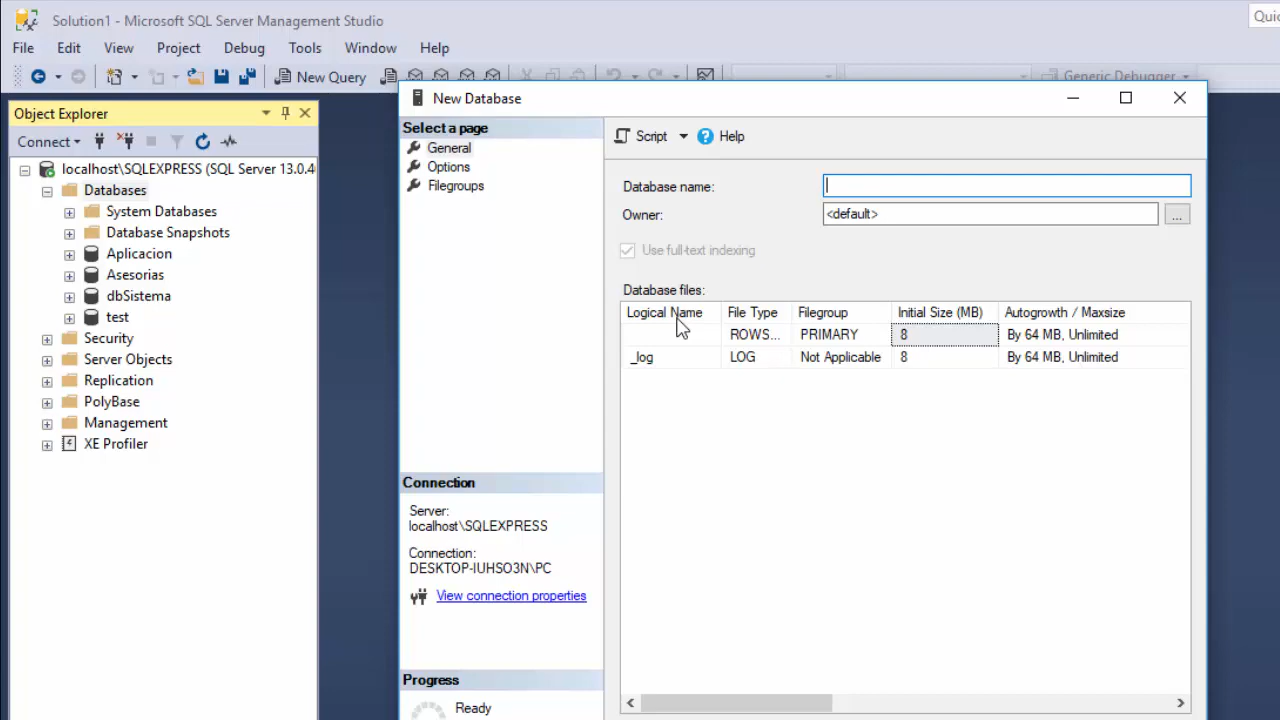 Solution1 - Microsoft SQL Server Management Studio
File Edit View Project Debug Tools Window Help
New Query
Generic Debugger
Object Explorer
Connect
localhost\SQLEXPRESS (SQL Server 13.0.4
Databases
System Databases
Database Snapshots
Aplicacion
Asesorias
dbSistema
test
Security
Server Objects
Replication
PolyBase
Management
XE Profiler
New Database
Select a page
General
Options
Filegroups
Connection
Server:
localhost\SQLEXPRESS
Connection:
DESKTOP-IUHSO3N\PC
View connection properties
Progress
Ready
Script Help
Database name:
Owner: <default> ...
Use full-text indexing
Database files:
Logical Name File Type Filegroup Initial Size (MB) Autogrowth / Maxsize
ROWS... PRIMARY 8 By 64 MB, Unlimited
_log LOG Not Applicable 8 By 64 MB, Unlimited